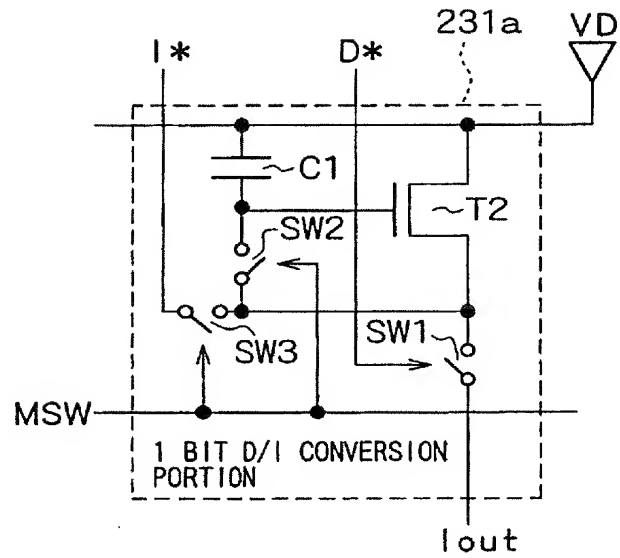 231a
VD
I*
D*
C1
T2
SW2
SW1
SW3
MSW
1 BIT D/I CONVERSION
PORTION
Iout